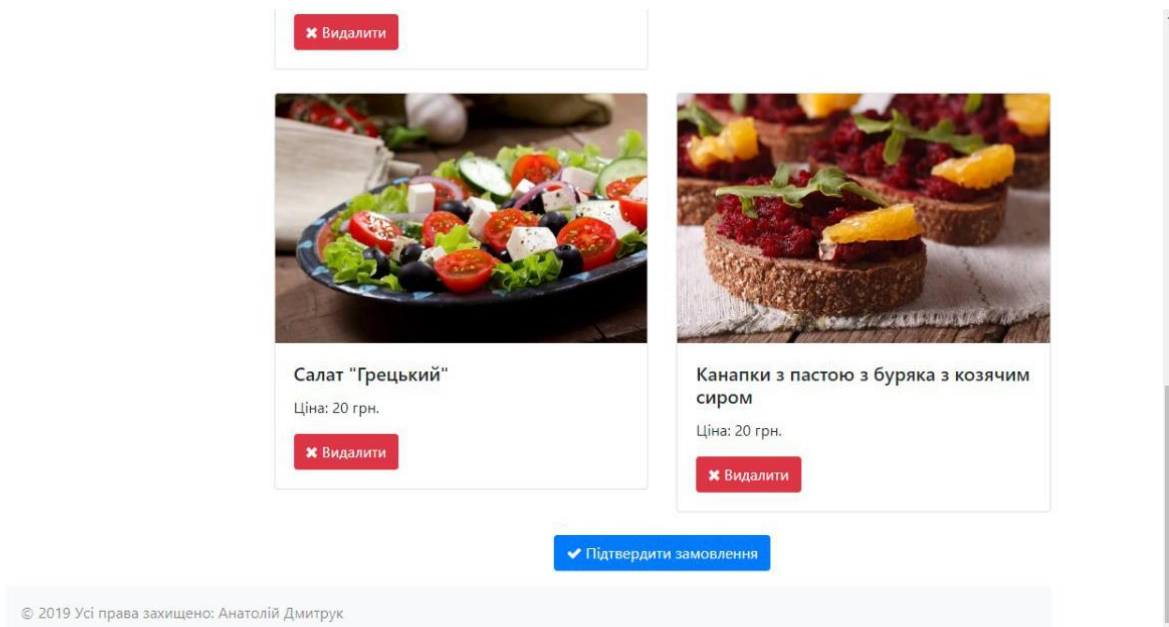 ✖ Видалити
Салат "Грецький"
Ціна: 20 грн.
✖ Видалити
Канапки з пастою з буряка з козячим
сиром
Ціна: 20 грн.
✖ Видалити
✔ Підтвердити замовлення
© 2019 Усі права захищено: Анатолій Дмитрук